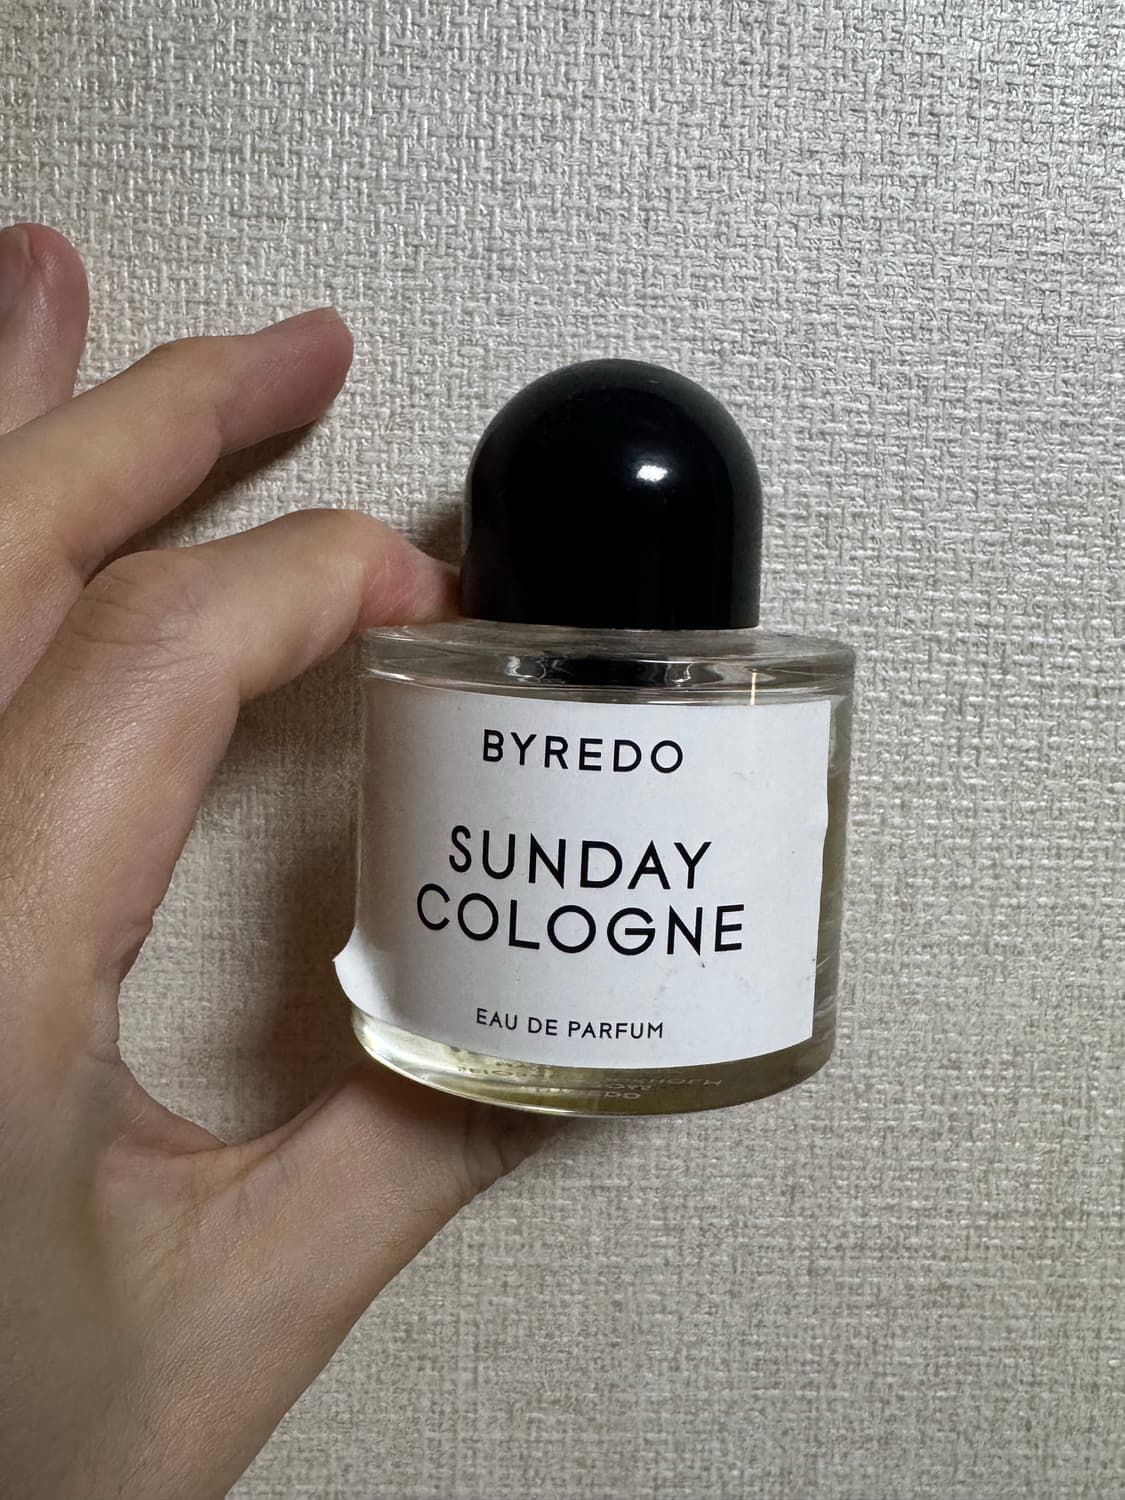 BYREDO
SUNDAY
COLOGNE
EAU DE PARFUM